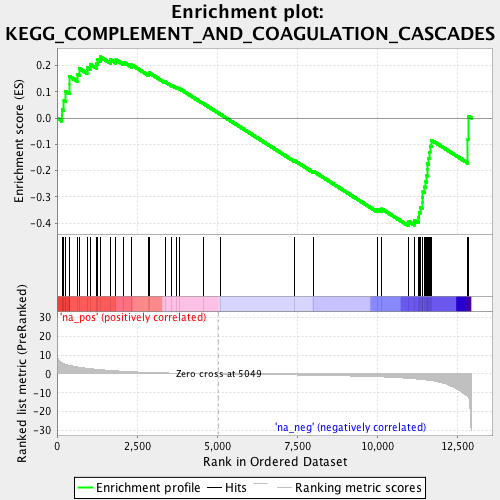 Enrichment plot:
KEGG_COMPLEMENT_AND_COAGULATION_CASCADES
Enrichment score (ES)
0.2
0.1
0.0
-0.1
-0.2
-0.3
-0.4
'na_pos' (positively correlated)
Ranked list metric (PreRanked)
30
20
10
0
-10
-20
-30
Zero cross at 5049
'na_neg' (negatively correlated)
0
2,500
5,000
7,500
10,000
12,500
Rank in Ordered Dataset
Enrichment profile
Hits
Ranking metric scores